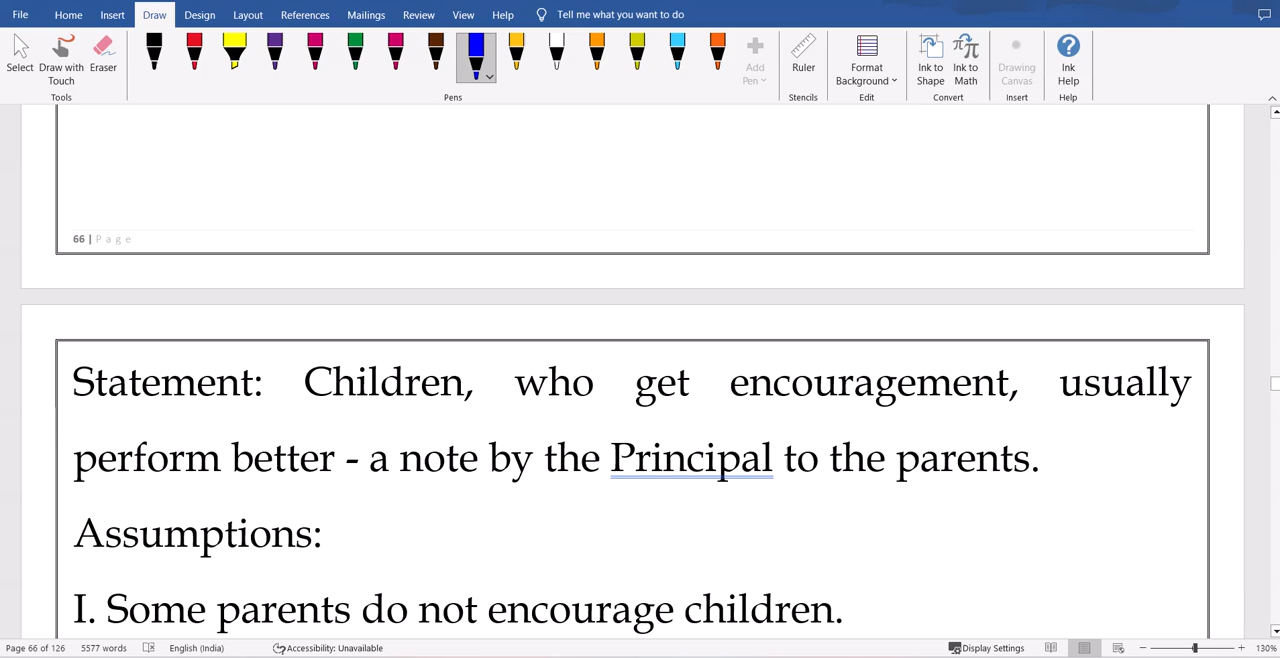 File Home Insert Draw Design Layout References Mailings Review View Help Tell me what you want to do
Select Draw with Touch Eraser Add Pen Ruler Format Background Ink to Shape Ink to Math Drawing Canvas Ink Help
Tools Pens Stencils Edit Convert Insert Help
66 | Page
Statement: Children, who get encouragement, usually
perform better - a note by the Principal to the parents.
Assumptions:
I. Some parents do not encourage children.
Page 66 of 126 5577 words English (India) Accessibility: Unavailable Display Settings 130%